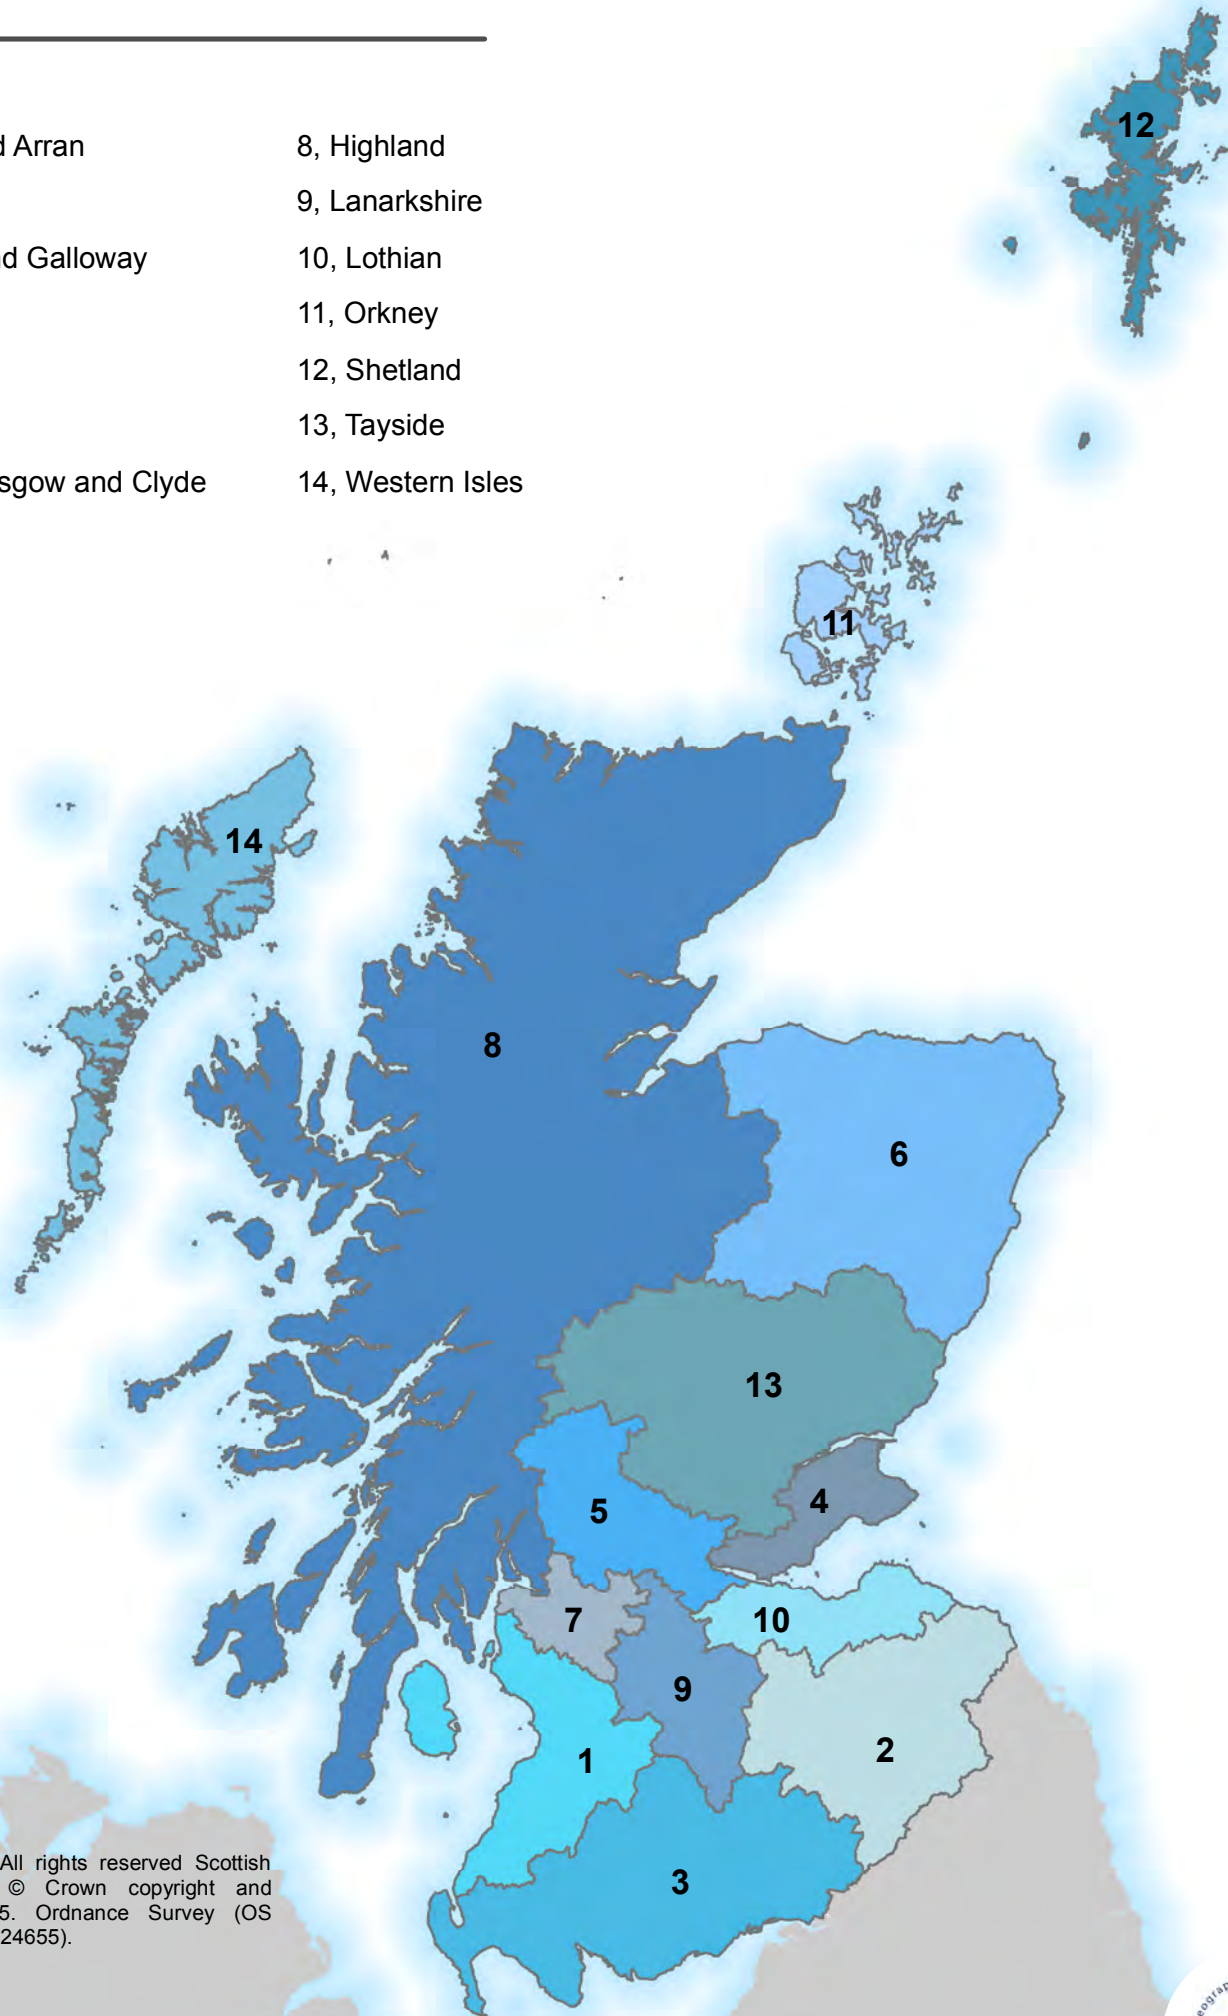 d Arran
8, Highland
9, Lanarkshire
nd Galloway
10, Lothian
11, Orkney
12, Shetland
13, Tayside
sgow and Clyde
14, Western Isles
12
11
14
8
6
13
5
4
7
10
9
1
2
3
All rights reserved Scottish
© Crown copyright and
5. Ordnance Survey (OS
24655).